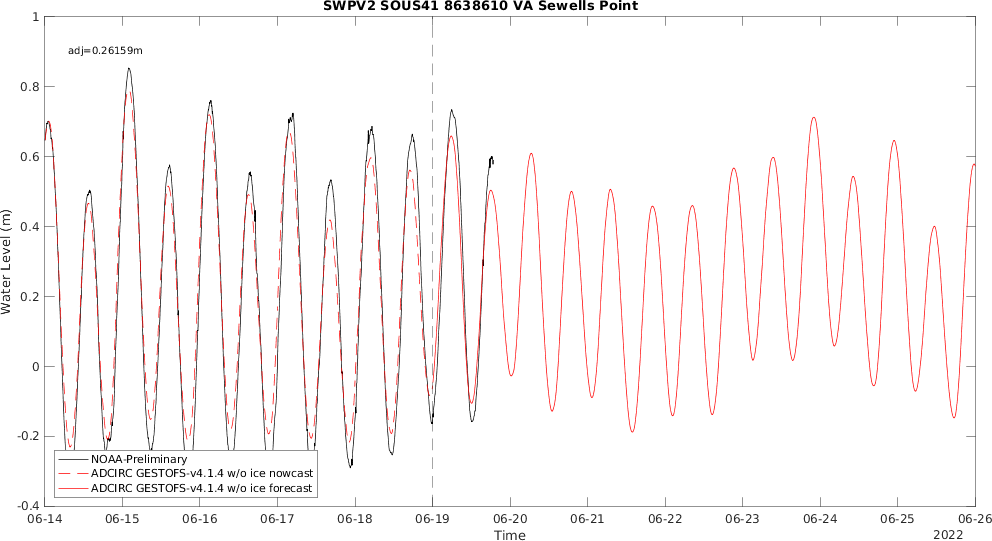 SWPV2 SOUS41 8638610 VA Sewells Point
adj=0.26159m
1
0.8
0.6
0.4
0.2
0
-0.2
-0.4
Water Level (m)
NOAA-Preliminary
ADCIRC GESTOFS-v4.1.4 w/o ice nowcast
ADCIRC GESTOFS-v4.1.4 w/o ice forecast
06-14 06-15 06-16 06-17 06-18 06-19 06-20 06-21 06-22 06-23 06-24 06-25 06-26
Time
2022